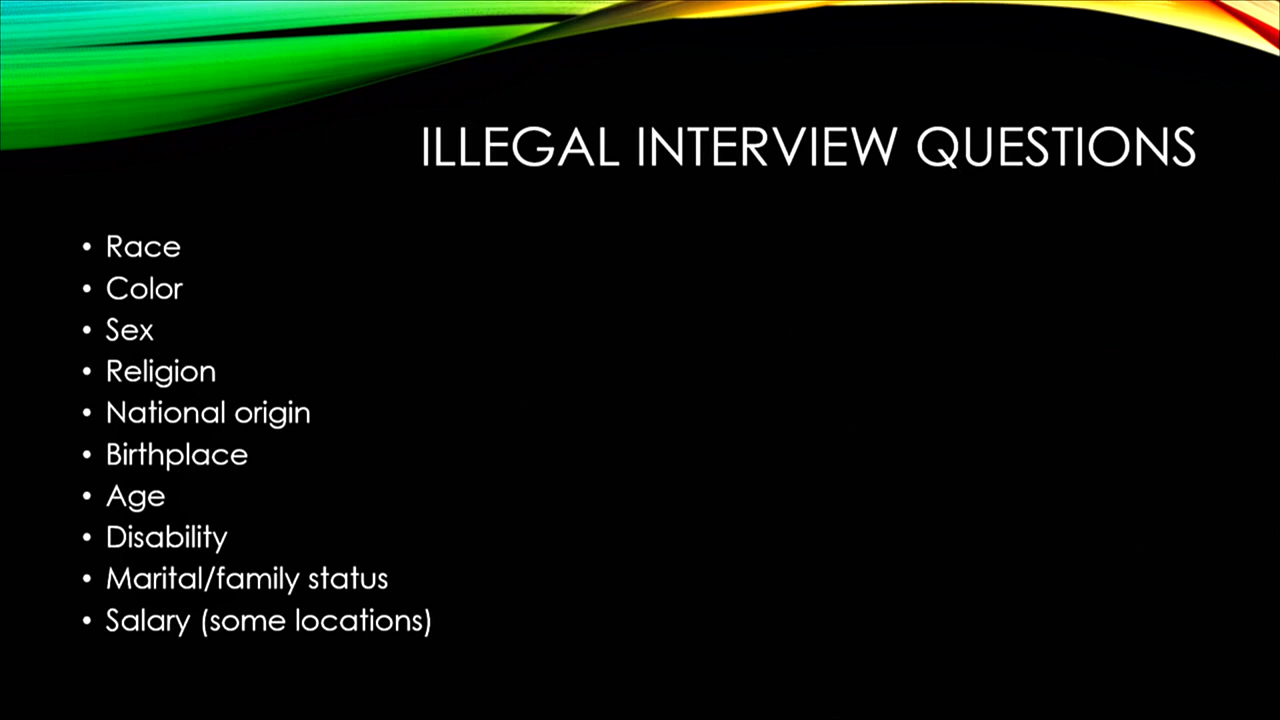 ILLEGAL INTERVIEW QUESTIONS
• Race
• Color
• Sex
• Religion
• National origin
• Birthplace
• Age
• Disability
• Marital/family status
• Salary (some locations)